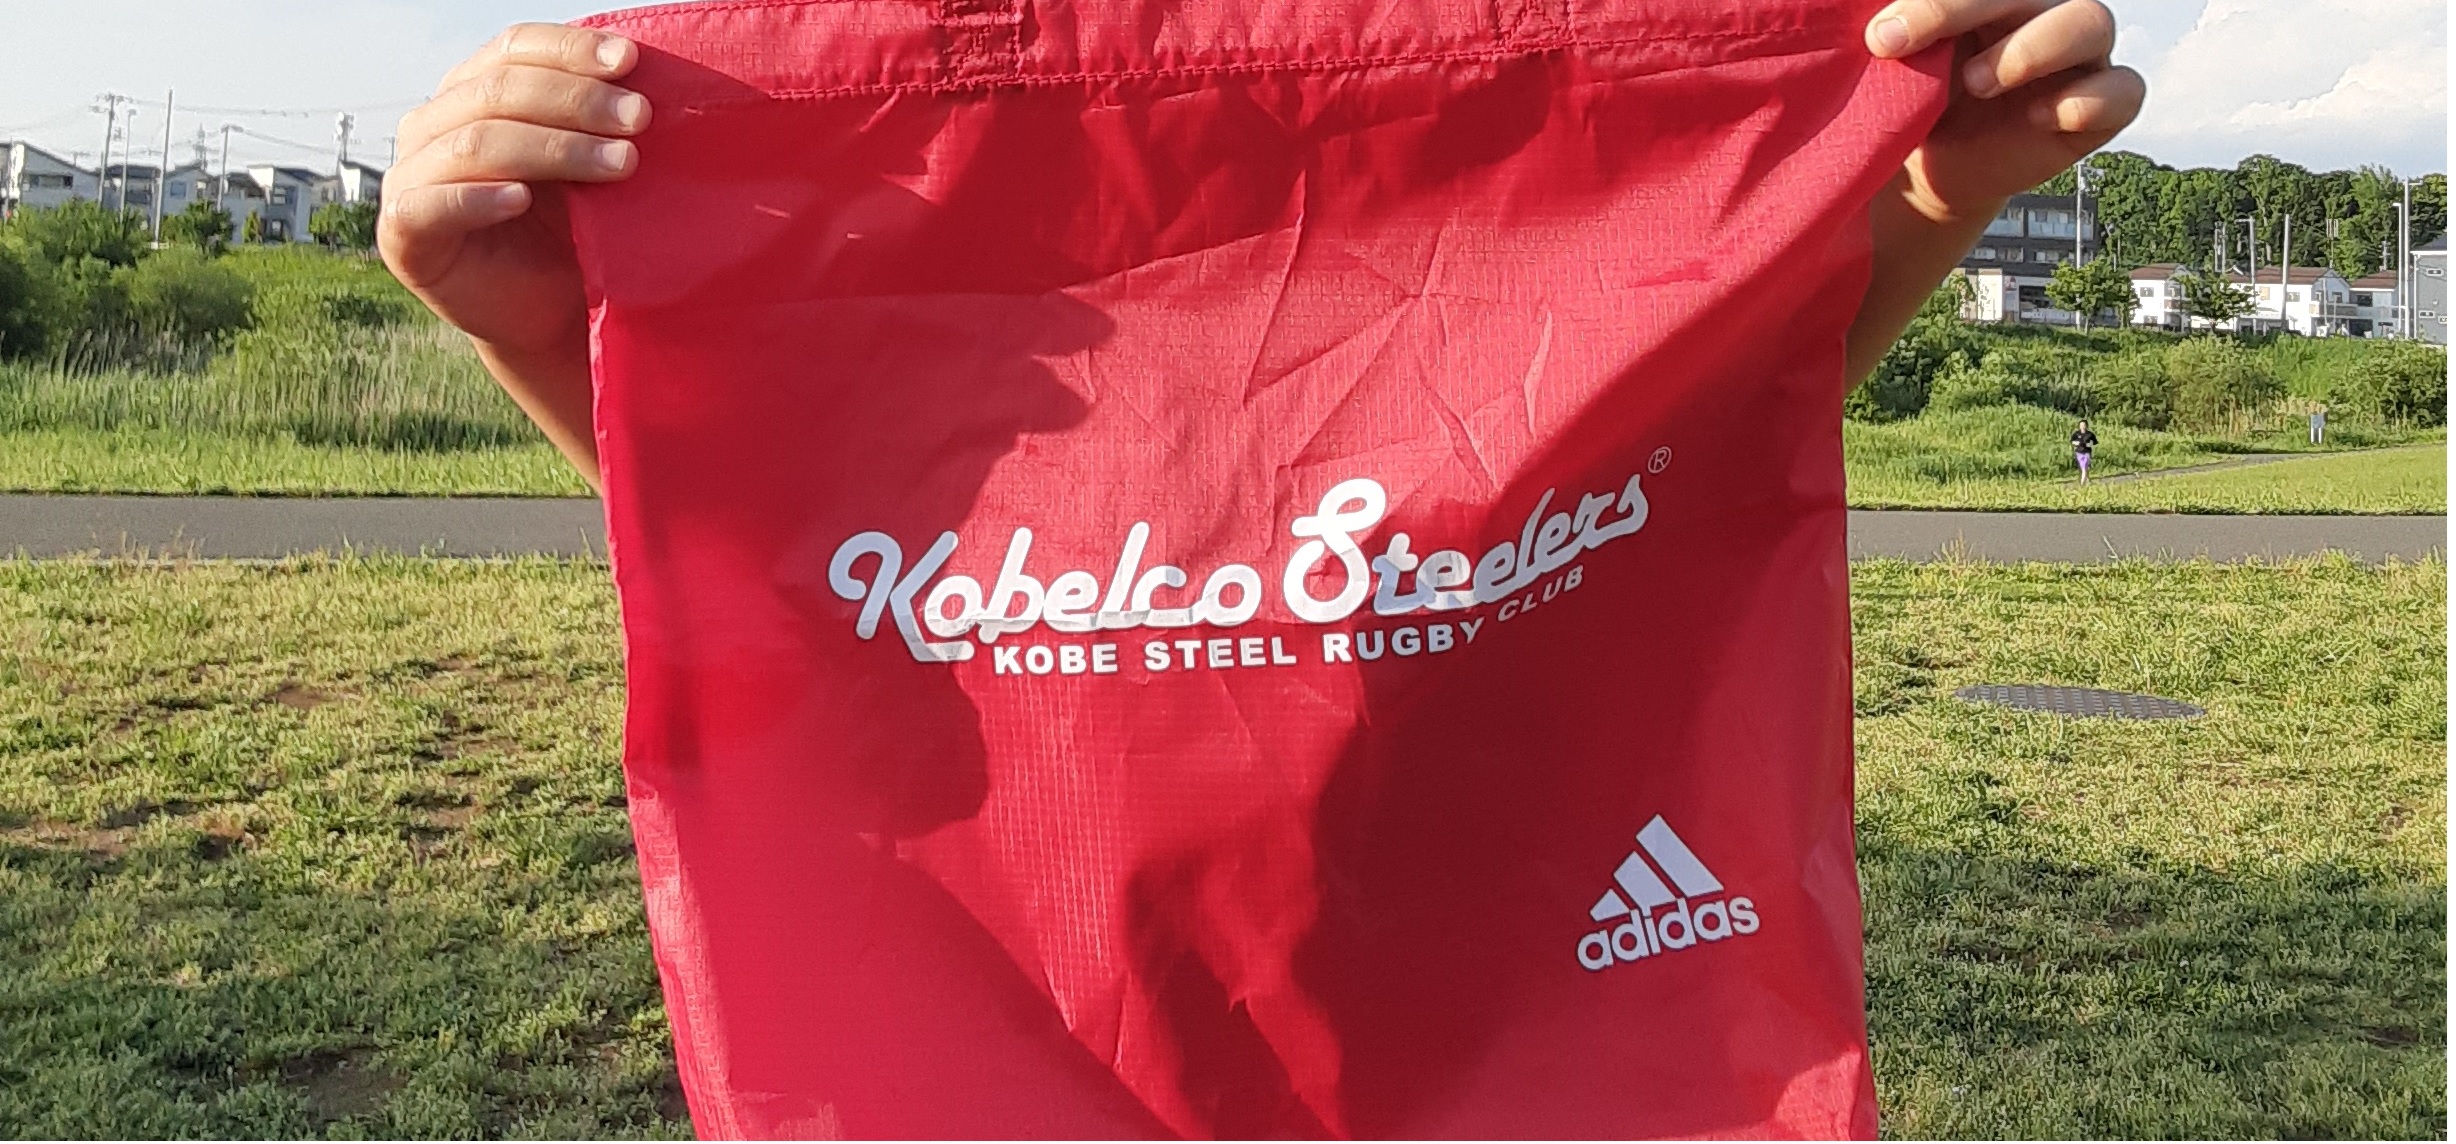 Kobelco Steelers®
KOBE STEEL RUGBY CLUB
adidas